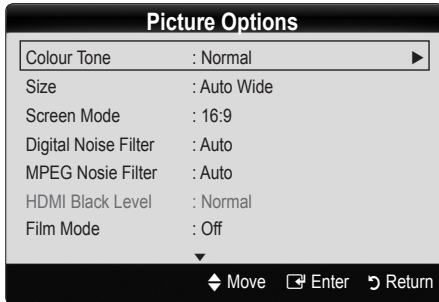 Picture Options
Colour Tone : Normal
Size : Auto Wide
Screen Mode : 16:9
Digital Noise Filter : Auto
MPEG Nosie Filter : Auto
HDMI Black Level : Normal
Film Mode : Off
Move Enter Return